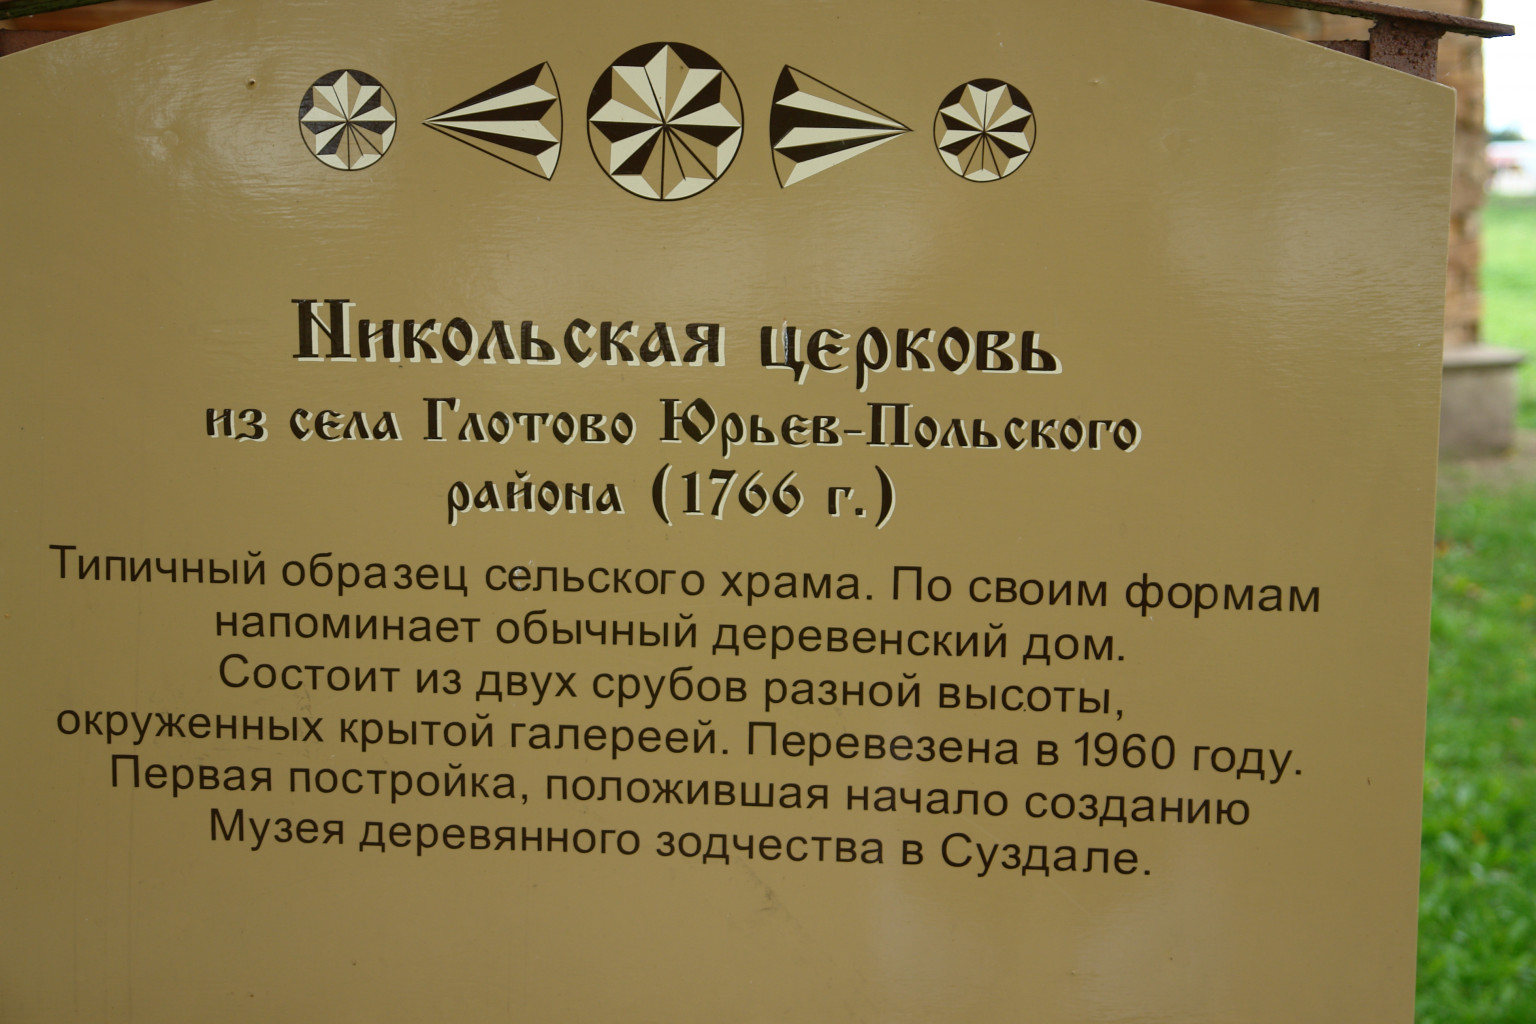 Никольская церковь
из села Глотово Юрьев-Польского
района (1766 г.)
Типичный образец сельского храма. По своим формам
напоминает обычный деревенский дом.
Состоит из двух срубов разной высоты,
окруженных крытой галереей. Перевезена в 1960 году.
Первая постройка, положившая начало созданию
Музея деревянного зодчества в Суздале.